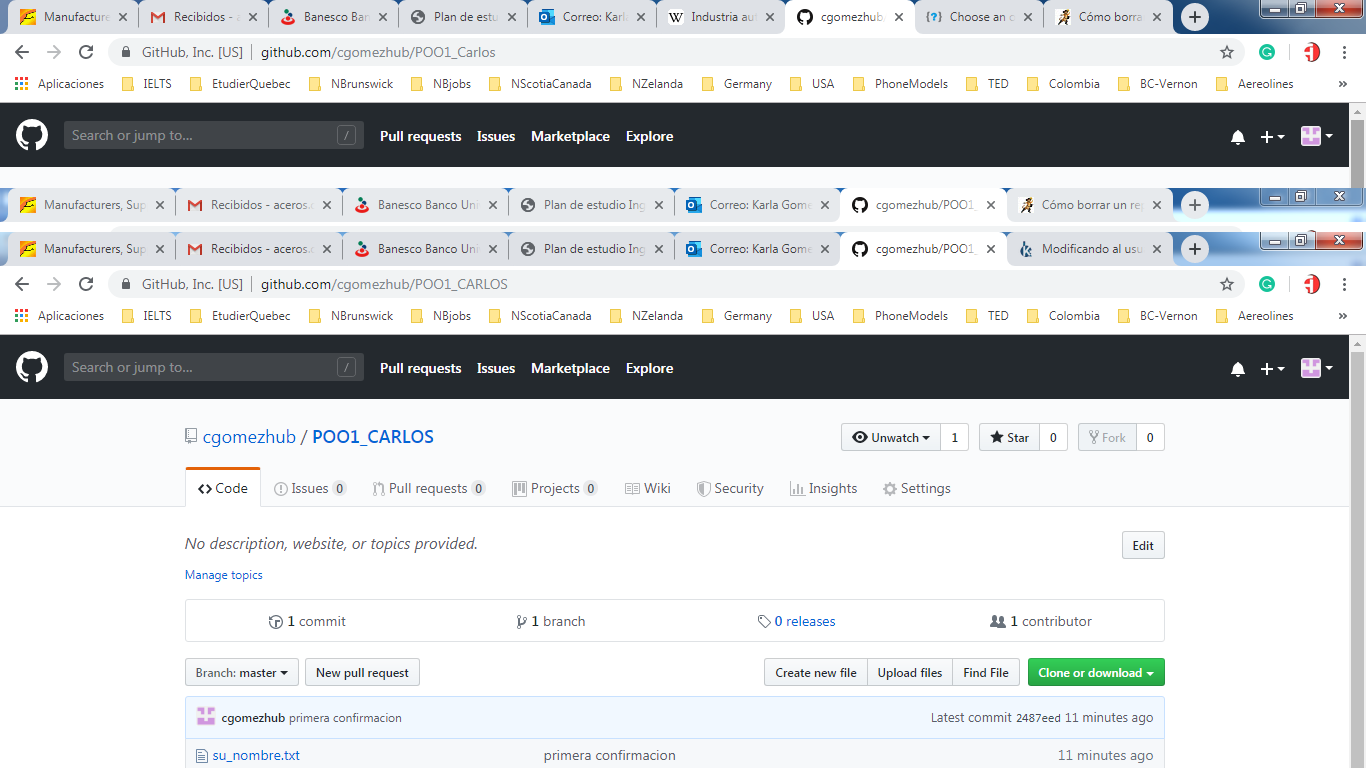 Manufacture Recibidos - a Banesco Ban Plan de estu Correo: Karla Industria aut cgomezhub Choose an o Cómo borra
GitHub, Inc. [US] github.com/cgomezhub/POO1_Carlos
Aplicaciones IELTS EtudierQuebec NBrunswick NBjobs NScotiaCanada NZelanda Germany USA PhoneModels TED Colombia BC-Vernon Aereolines »
Search or jump to... / Pull requests Issues Marketplace Explore
Manufacturers, Sup Recibidos - aceros.c Banesco Banco Uni Plan de estudio Ing Correo: Karla Gome cgomezhub/POO1_ Cómo borrar un rep
Manufacturers, Sup Recibidos - aceros.c Banesco Banco Uni Plan de estudio Ing Correo: Karla Gome cgomezhub/POO1_ Modificando al usu
GitHub, Inc. [US] github.com/cgomezhub/POO1_CARLOS
Aplicaciones IELTS EtudierQuebec NBrunswick NBjobs NScotiaCanada NZelanda Germany USA PhoneModels TED Colombia BC-Vernon Aereolines »
Search or jump to... / Pull requests Issues Marketplace Explore
cgomezhub / POO1_CARLOS Unwatch 1 Star 0 Fork 0
Code Issues 0 Pull requests 0 Projects 0 Wiki Security Insights Settings
No description, website, or topics provided. Edit
Manage topics
1 commit 1 branch 0 releases 1 contributor
Branch: master New pull request Create new file Upload files Find File Clone or download
cgomezhub primera confirmacion Latest commit 2487eed 11 minutes ago
su_nombre.txt primera confirmacion 11 minutes ago